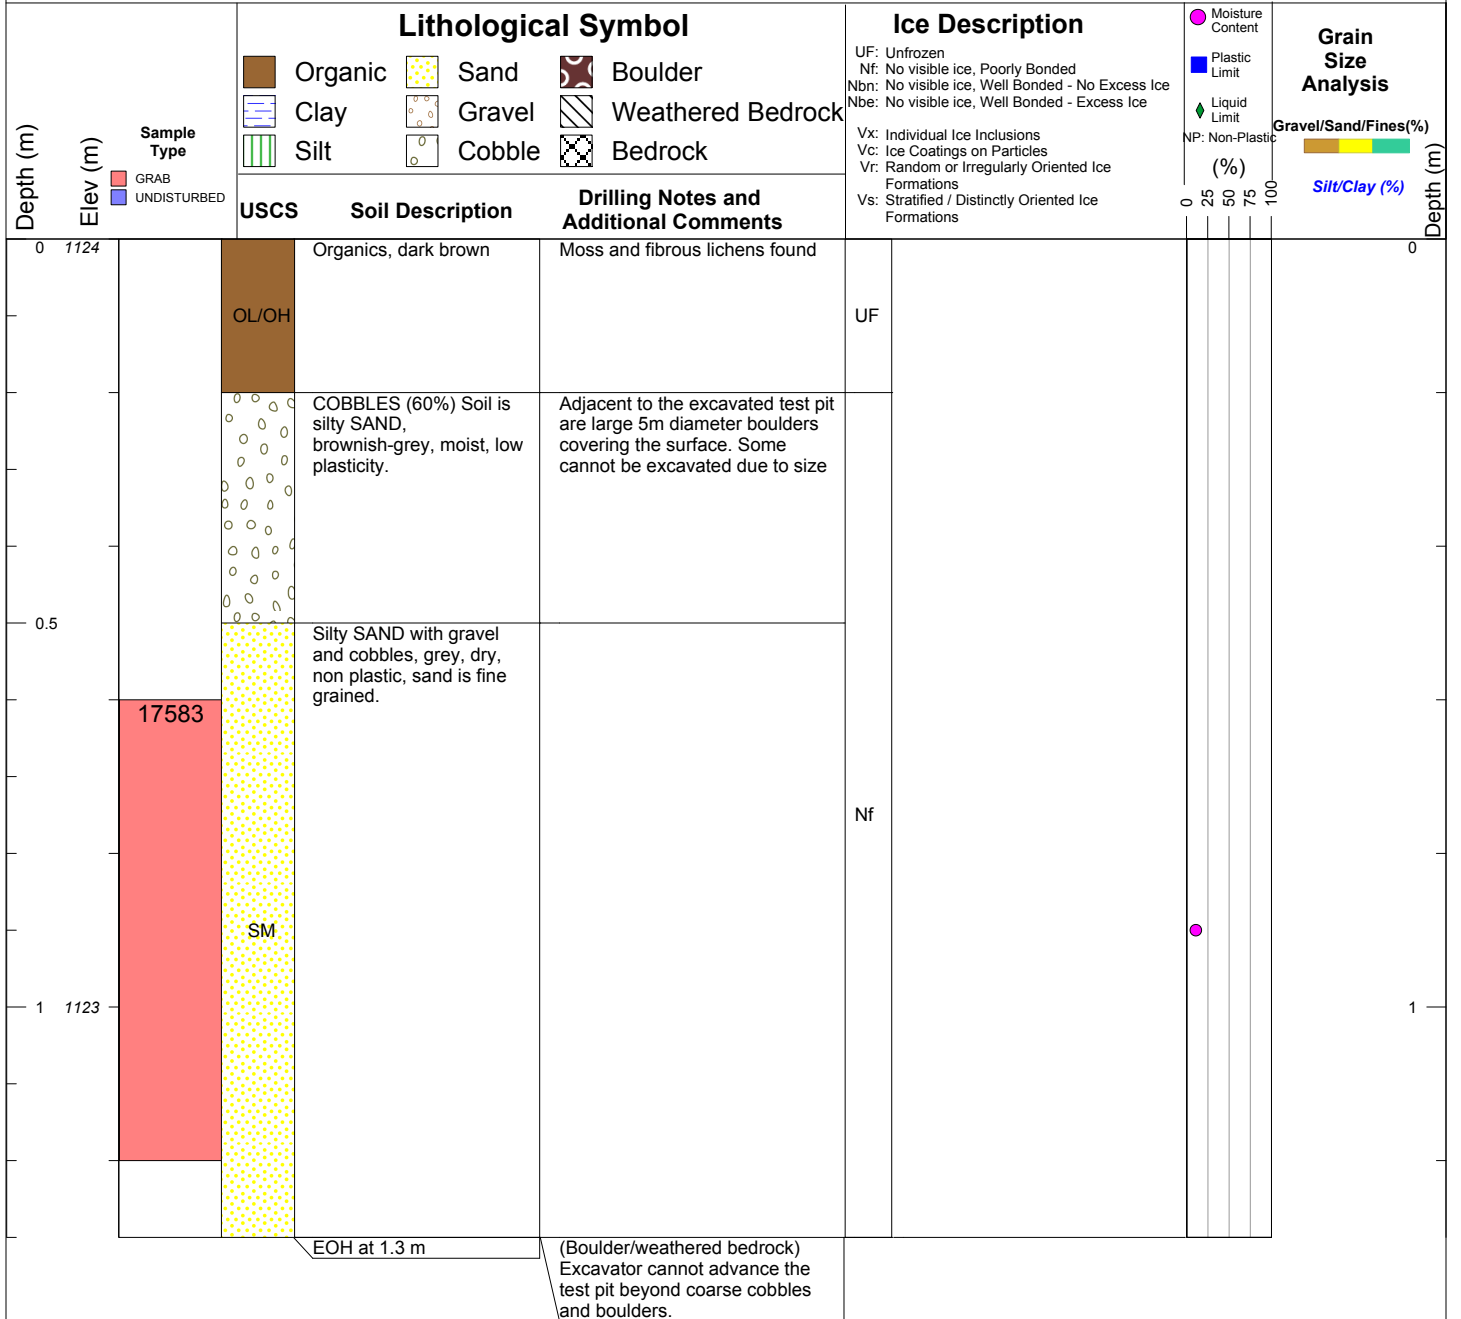 Lithological Symbol
Organic
Sand
Boulder
Clay
Gravel
Weathered Bedrock
Silt
Cobble
Bedrock
Ice Description
UF: Unfrozen
Nf: No visible ice, Poorly Bonded
Nbn: No visible ice, Well Bonded - No Excess Ice
Nbe: No visible ice, Well Bonded - Excess Ice
Vx: Individual Ice Inclusions
Vc: Ice Coatings on Particles
Vr: Random or Irregularly Oriented Ice
Formations
Vs: Stratified / Distinctly Oriented Ice
Formations
Moisture
Content
Plastic
Limit
Liquid
Limit
NP: Non-Plastic
(%)
0 25 50 75 100
Grain
Size
Analysis
Gravel/Sand/Fines(%)
Silt/Clay (%)
Depth (m)
Depth (m)
Elev (m)
Sample
Type
GRAB
UNDISTURBED
USCS
Soil Description
Drilling Notes and
Additional Comments
0 1124
Organics, dark brown
Moss and fibrous lichens found
0
OL/OH
UF
COBBLES (60%) Soil is
silty SAND,
brownish-grey, moist, low
plasticity.
Adjacent to the excavated test pit
are large 5m diameter boulders
covering the surface. Some
cannot be excavated due to size
0.5
Silty SAND with gravel
and cobbles, grey, dry,
non plastic, sand is fine
grained.
17583
Nf
SM
1 1123
1
EOH at 1.3 m
(Boulder/weathered bedrock)
Excavator cannot advance the
test pit beyond coarse cobbles
and boulders.